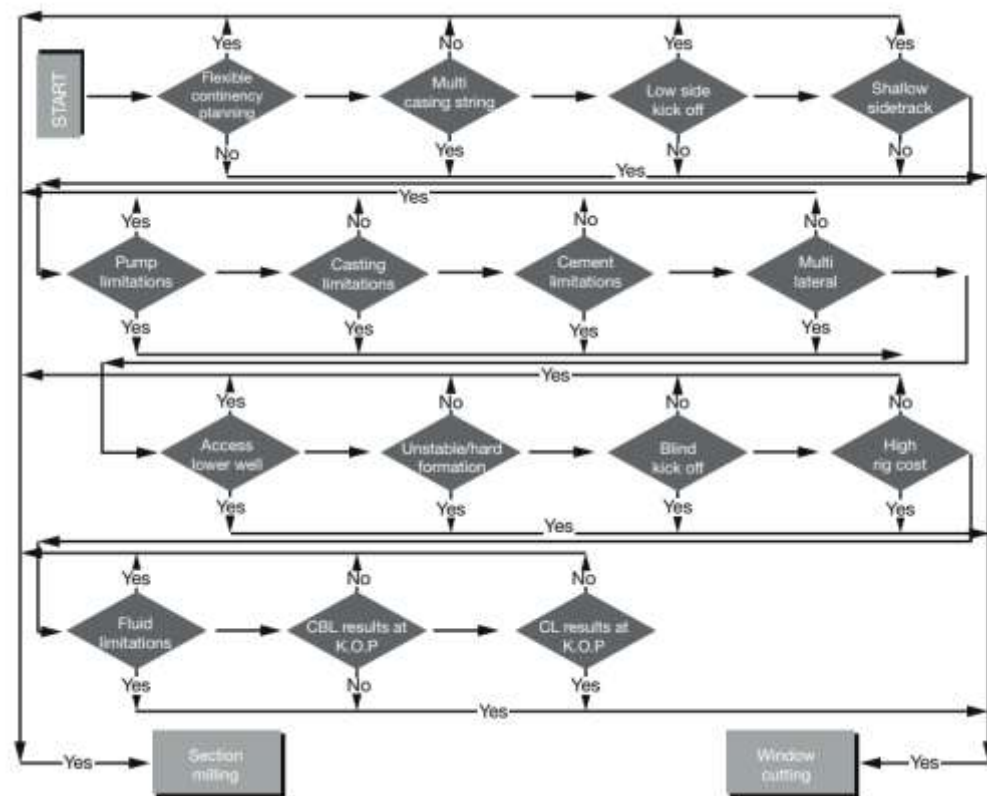 Yes No Yes Yes
START
Flexible
continency
planning
Multi
casing string
Low side
kick off
Shallow
sidetrack
No Yes No No
Yes
Yes
Yes No No No
Pump
limitations
Casting
limitations
Cement
limitations
Multi
lateral
Yes Yes Yes Yes
Yes
Yes No No No
Access
lower well
Unstable/hard
formation
Blind
kick off
High
rig cost
Yes Yes Yes Yes
Yes
Yes No No
Fluid
limitations
CBL results at
K.O.P
CL results at
K.O.P
Yes No Yes
Yes
Yes
Section
milling
Window
cutting
Yes